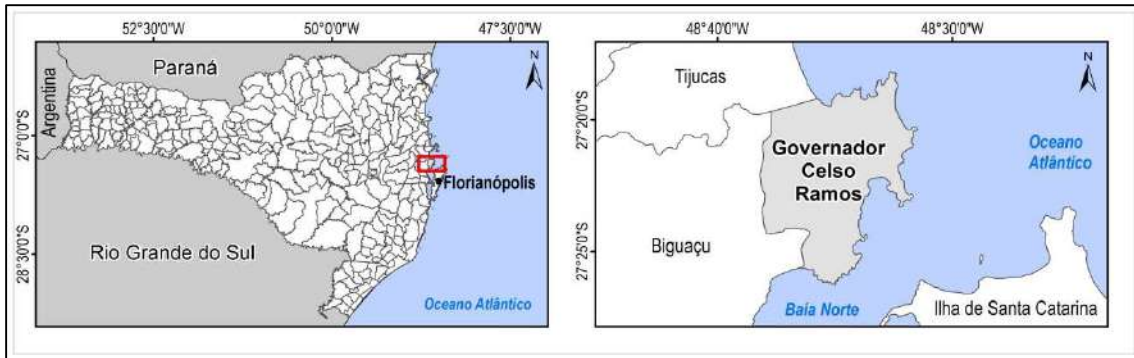 52°30'0"W
50°0'0"W
47°30'0"W
N
Argentina
Paraná
27°0'0"S
28°30'0"S
Florianópolis
Rio Grande do Sul
Oceano Atlântico
48°40'0"W
48°30'0"W
N
Tijucas
27°20'0"S
27°25'0"S
Governador
Celso
Ramos
Oceano
Atlântico
Biguaçu
Baía Norte
Ilha de Santa Catarina